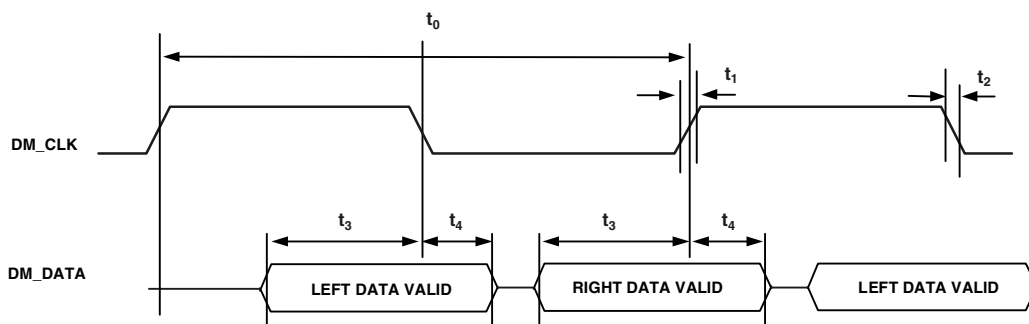 t0
t1
t2
DM_CLK
t3
t4
t3
t4
DM_DATA
LEFT DATA VALID
RIGHT DATA VALID
LEFT DATA VALID